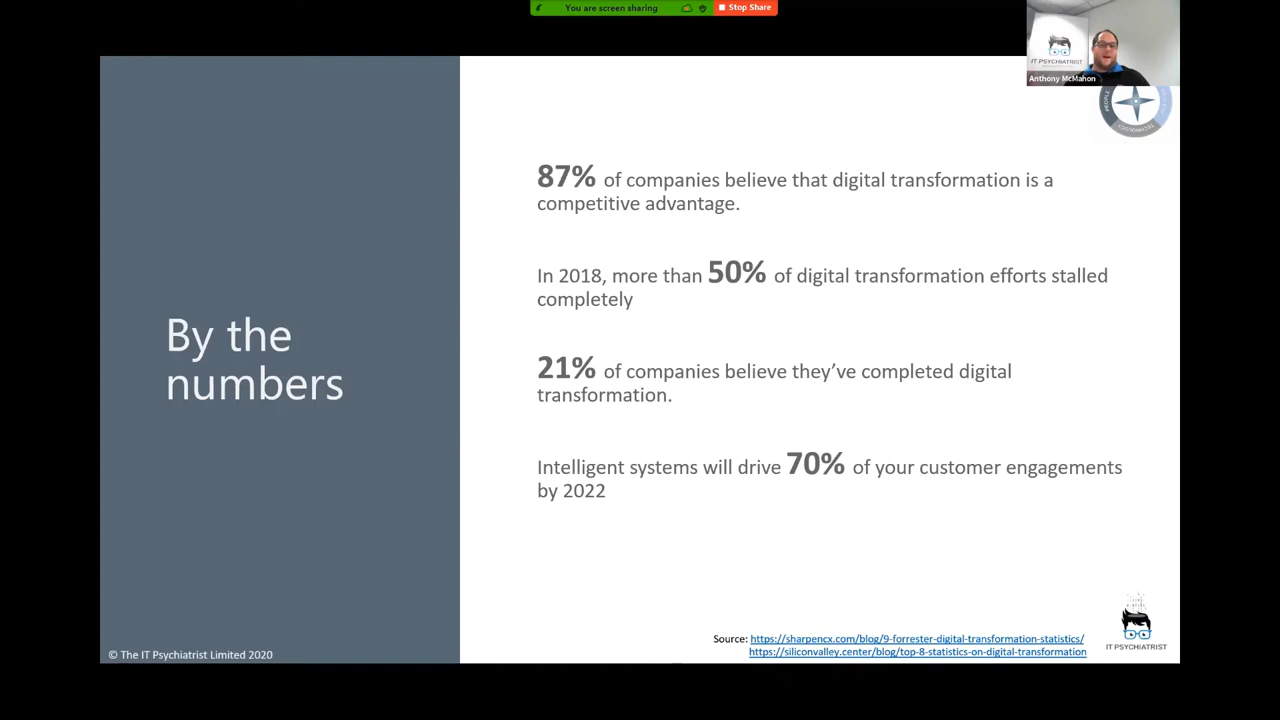 You are screen sharing
Stop Share
IT PSYCHIATRIST
Anthony McMahon
PEOPLE
TECHNOLOGY
87% of companies believe that digital transformation is a
competitive advantage.
In 2018, more than 50% of digital transformation efforts stalled
completely
By the
numbers
21% of companies believe they've completed digital
transformation.
Intelligent systems will drive 70% of your customer engagements
by 2022
Source: https://sharpencx.com/blog/9-forrester-digital-transformation-statistics/
https://siliconvalley.center/blog/top-8-statistics-on-digital-transformation
IT PSYCHIATRIST
© The IT Psychiatrist Limited 2020